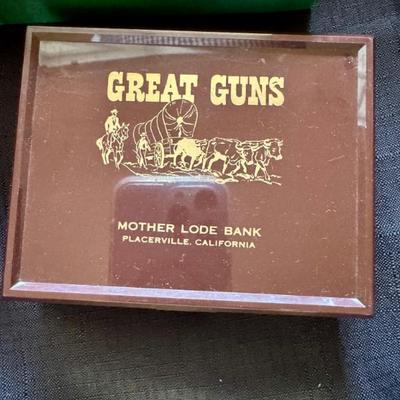 GREAT GUNS
MOTHER LODE BANK
PLACERVILLE, CALIFORNIA